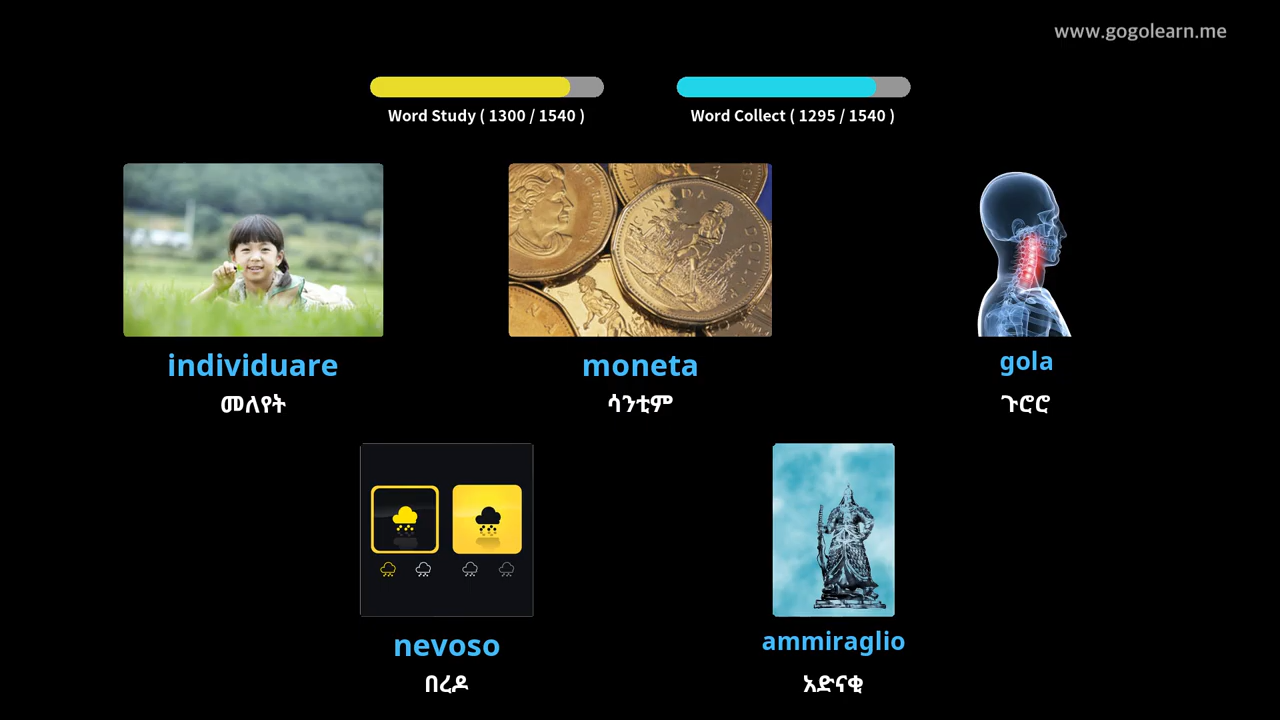 www.gogolearn.me
Word Study ( 1300 / 1540 )
Word Collect ( 1295 / 1540 )
individuare
መለየት
moneta
ሳንቲም
gola
ጉሮሮ
nevoso
በረዶ
ammiraglio
አድናቂ